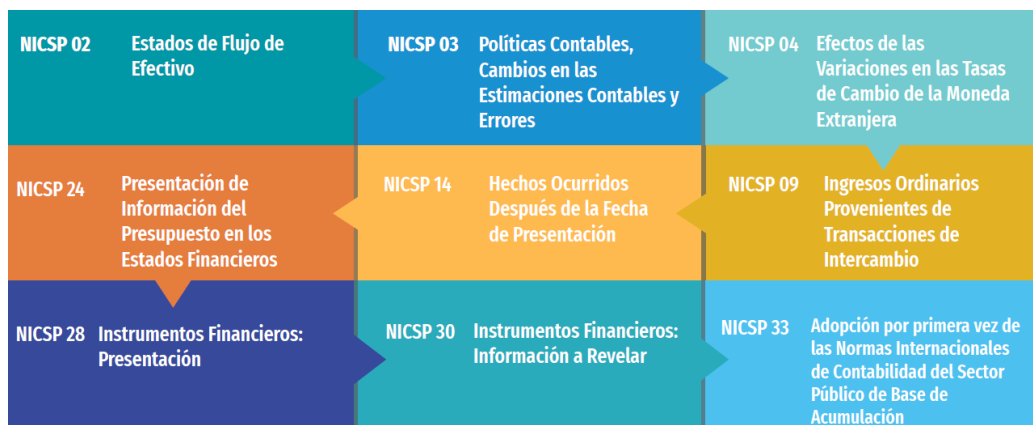 NICSP 02
Estados de Flujo de
Efectivo
NICSP 03
Políticas Contables,
Cambios en las
Estimaciones Contables y
Errores
NICSP 04
Efectos de las
Variaciones en las Tasas
de Cambio de la Moneda
Extranjera
NICSP 24
Presentación de
Información del
Presupuesto en los
Estados Financieros
NICSP 14
Hechos Ocurridos
Después de la Fecha
de Presentación
NICSP 09
Ingresos Ordinarios
Provenientes de
Transacciones de
Intercambio
NICSP 28
Instrumentos Financieros:
Presentación
NICSP 30
Instrumentos Financieros:
Información a Revelar
NICSP 33
Adopción por primera vez de
las Normas Internacionales
de Contabilidad del Sector
Público de Base de
Acumulación